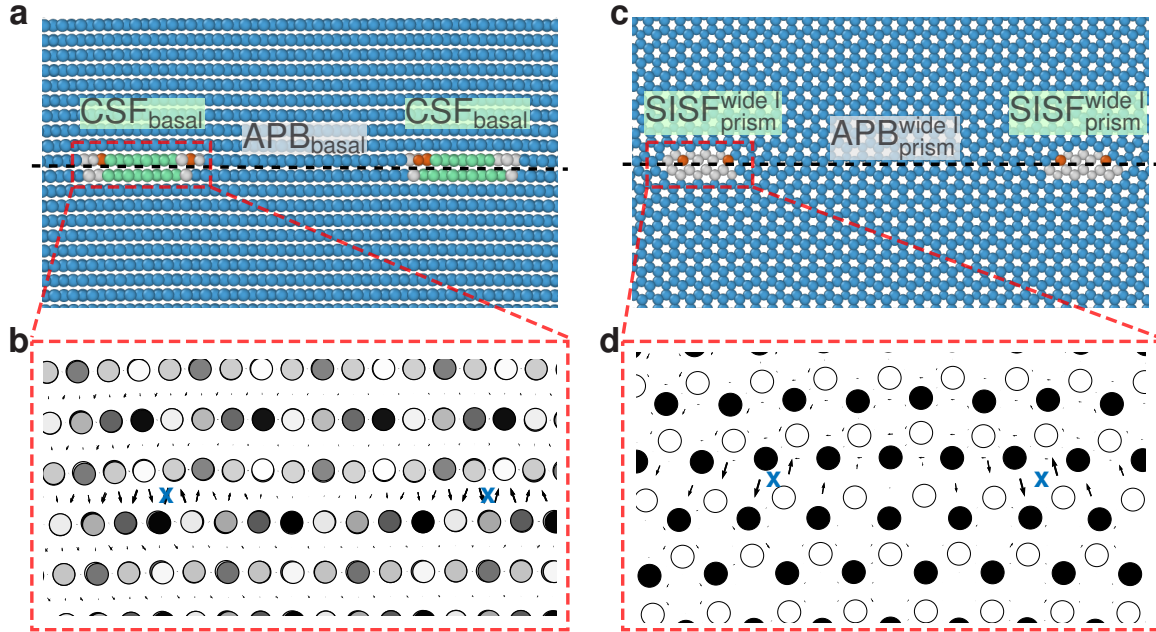 a
CSF basal
APB basal
CSF basal
c
SISF wide I prism
APB wide I prism
SISF wide I prism
b
x
x
d
x
x